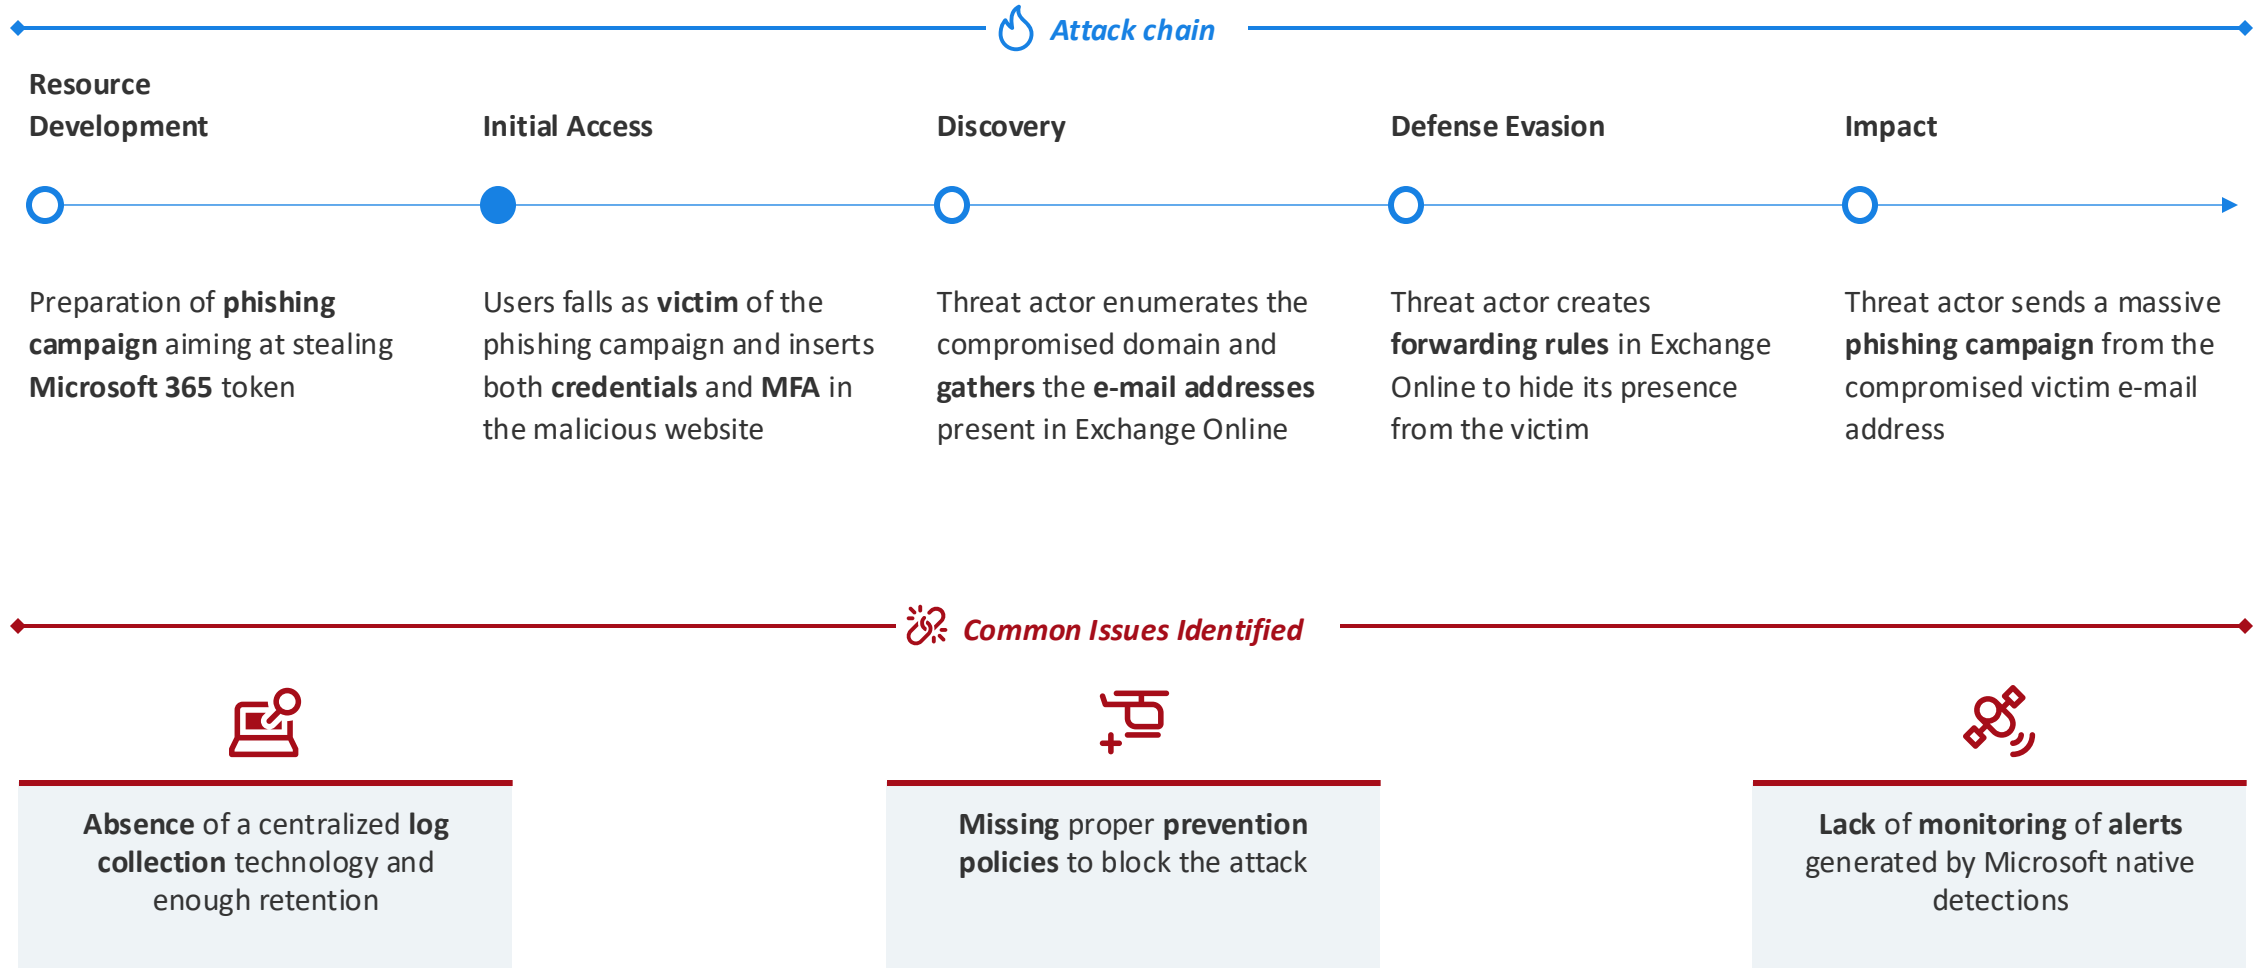 Attack chain
Resource
Development
Initial Access
Discovery
Defense Evasion
Impact
Preparation of phishing
campaign aiming at stealing
Microsoft 365 token
Users falls as victim of the
phishing campaign and inserts
both credentials and MFA in
the malicious website
Threat actor enumerates the
compromised domain and
gathers the e-mail addresses
present in Exchange Online
Threat actor creates
forwarding rules in Exchange
Online to hide its presence
from the victim
Threat actor sends a massive
phishing campaign from the
compromised victim e-mail
address
Common Issues Identified
Absence of a centralized log
collection technology and
enough retention
Missing proper prevention
policies to block the attack
Lack of monitoring of alerts
generated by Microsoft native
detections